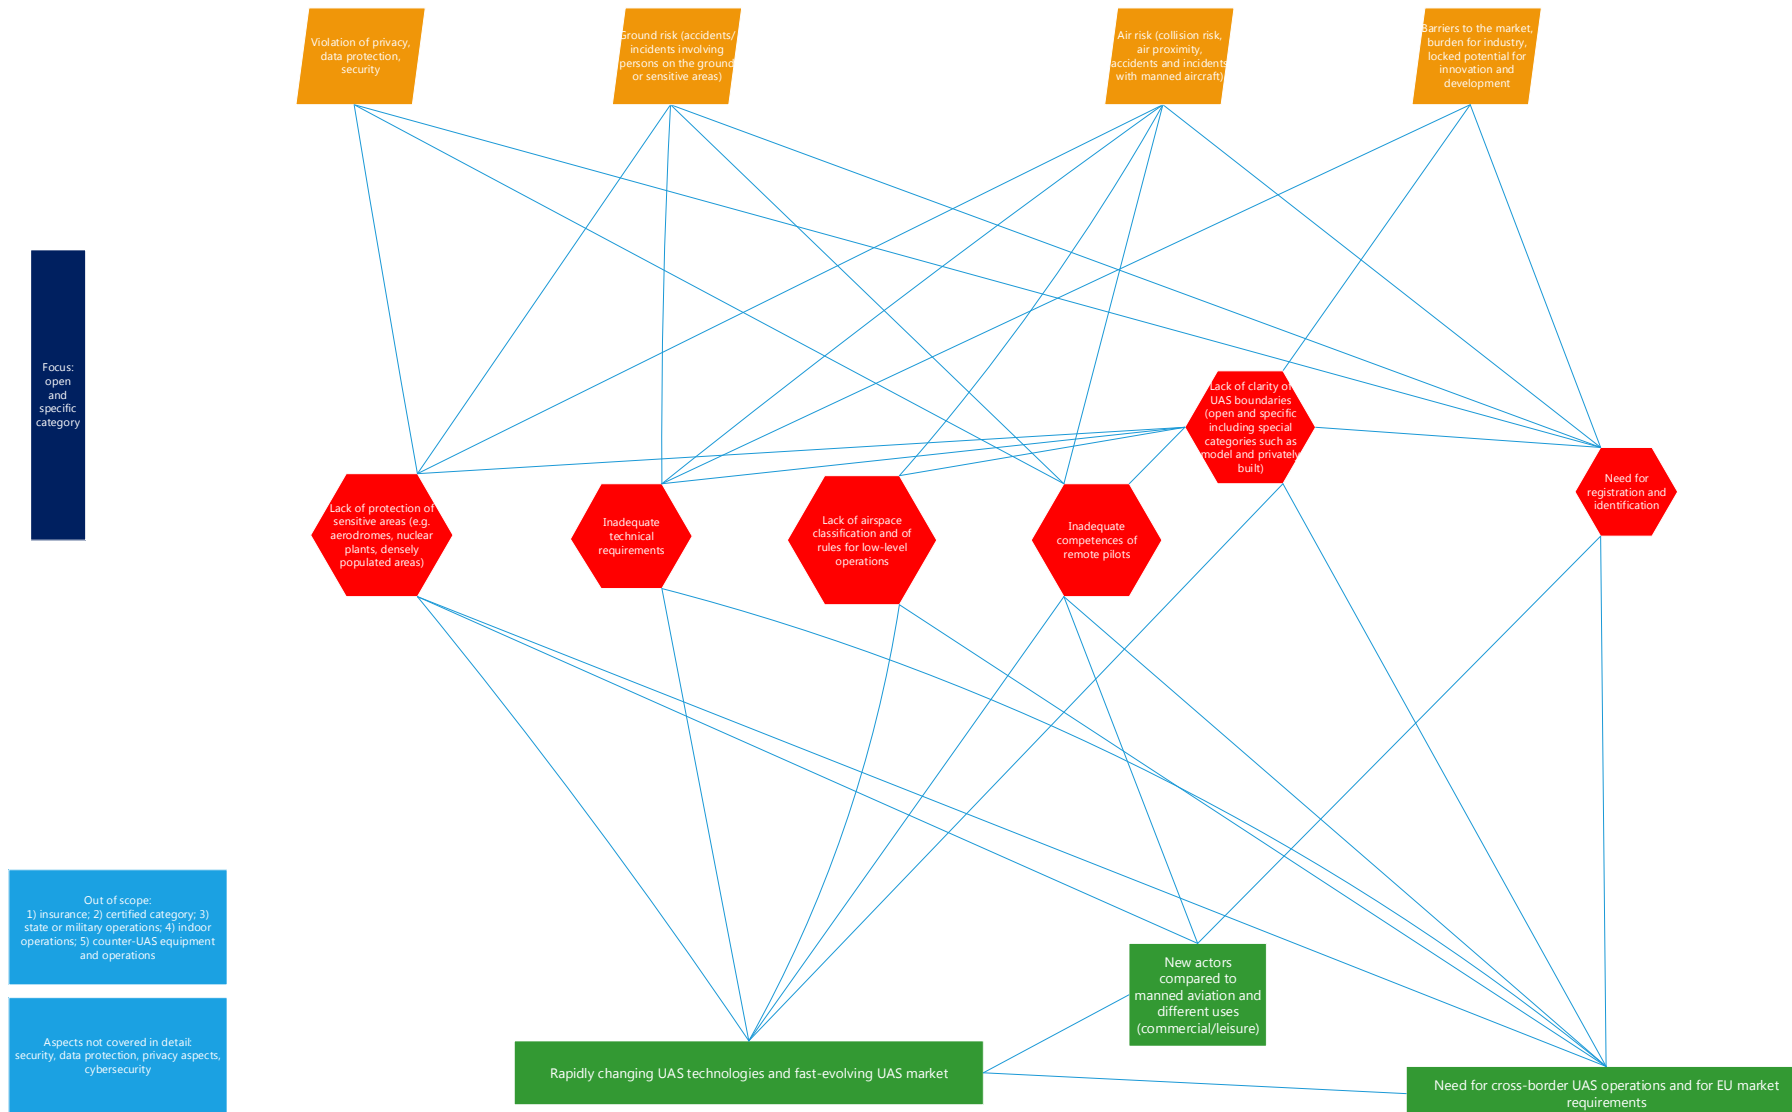 Violation of privacy,
data protection,
security
Ground risk (accidents/
incidents involving
persons on the ground
or sensitive areas)
Air risk (collision risk,
air proximity,
accidents and incidents
with manned aircraft)
Barriers to the market,
burden for industry,
locked potential for
innovation and
development
Focus:
open
and
specific
category
Lack of clarity of
UAS boundaries
(open and specific
including special
categories such as
model and privately
built)
Lack of protection of
sensitive areas (e.g.
aerodromes, nuclear
plants, densely
populated areas)
Inadequate
technical
requirements
Lack of airspace
classification and of
rules for low-level
operations
Inadequate
competences of
remote pilots
Need for
registration and
identification
Out of scope:
1) insurance; 2) certified category; 3)
state or military operations; 4) indoor
operations; 5) counter-UAS equipment
and operations
Aspects not covered in detail:
security, data protection, privacy aspects,
cybersecurity
New actors
compared to
manned aviation and
different uses
(commercial/leisure)
Rapidly changing UAS technologies and fast-evolving UAS market
Need for cross-border UAS operations and for EU market
requirements